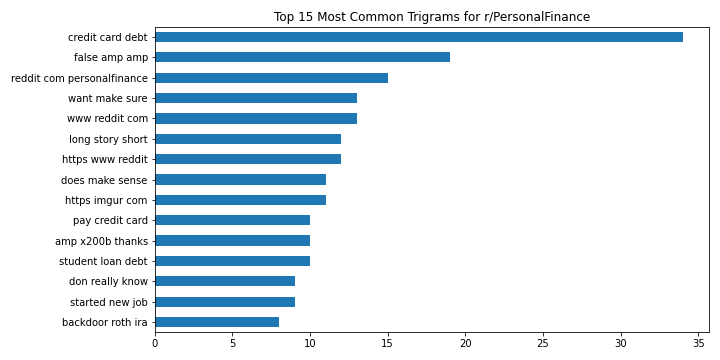 Top 15 Most Common Trigrams for r/PersonalFinance
credit card debt
false amp amp
reddit com personalfinance
want make sure
www reddit com
long story short
https www reddit
does make sense
https imgur com
pay credit card
amp x200b thanks
student loan debt
don really know
started new job
backdoor roth ira
0 5 10 15 20 25 30 35